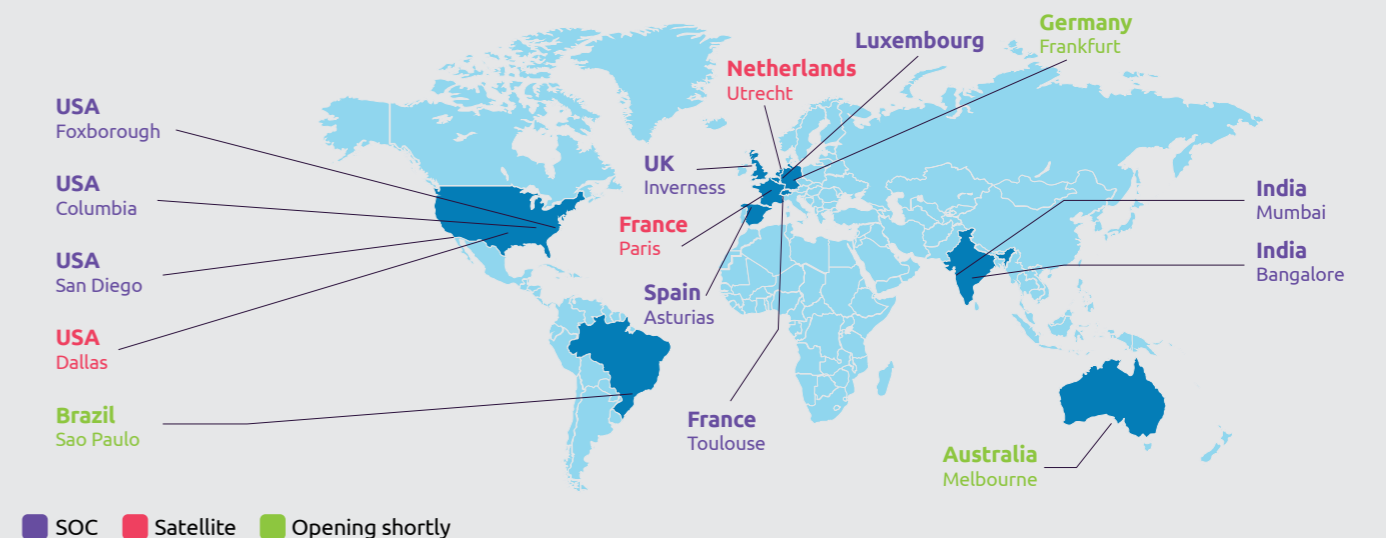 Germany
Frankfurt
Luxembourg
Netherlands
Utrecht
USA
Foxborough
UK
Inverness
USA
Columbia
India
Mumbai
France
Paris
USA
San Diego
India
Bangalore
Spain
Asturias
USA
Dallas
Brazil
Sao Paulo
France
Toulouse
Australia
Melbourne
SOC
Satellite
Opening shortly